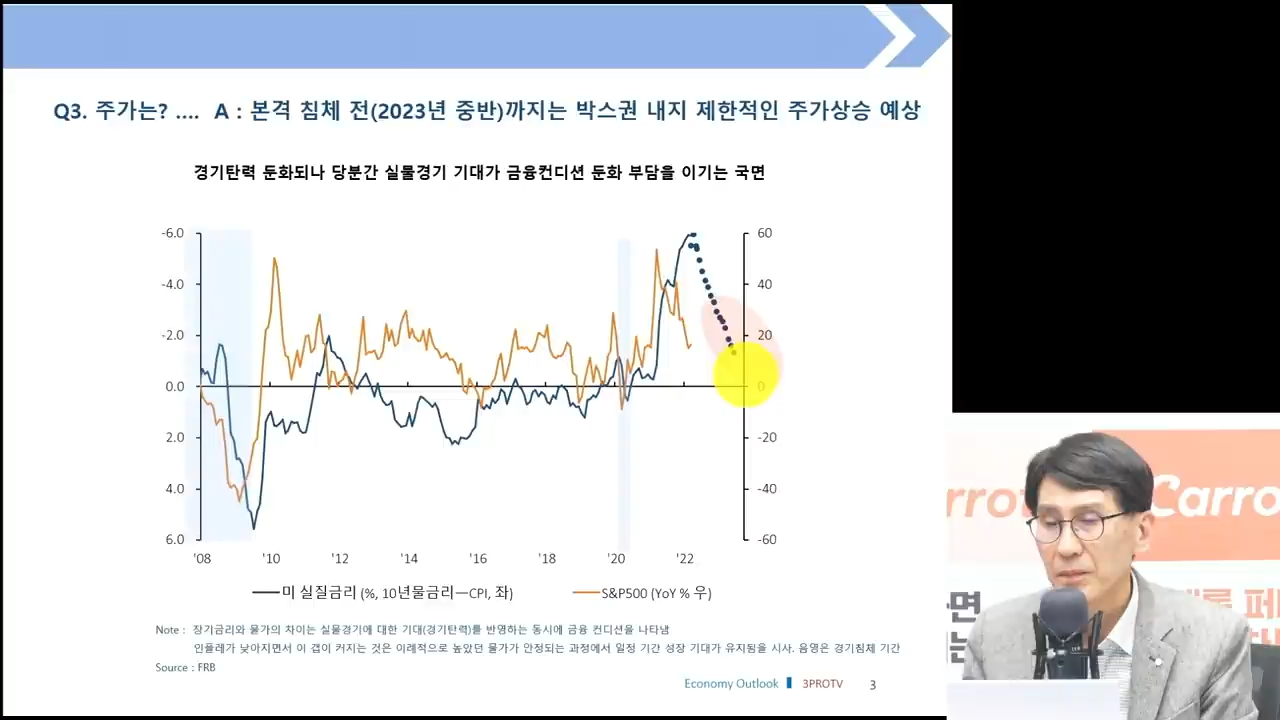 Q3. 주가는? .... A : 본격 침체 전(2023년 중반)까지는 박스권 내지 제한적인 주가상승 예상
경기탄력 둔화되나 당분간 실물경기 기대가 금융컨디션 둔화 부담을 이기는 국면
-6.0
-4.0
-2.0
0.0
2.0
4.0
6.0
60
40
20
0
-20
-40
-60
'08 '10 '12 '14 '16 '18 '20 '22
미 실질금리 (%, 10년물금리—CPI, 좌) S&P500 (YoY % 우)
Note : 장기금리와 물가의 차이는 실물경기에 대한 기대(경기탄력)를 반영하는 동시에 금융 컨디션을 나타냄
인플레가 낮아지면서 이 갭이 커지는 것은 이례적으로 높았던 물가가 안정되는 과정에서 일정 기간 성장 기대가 유지됨을 시사. 음영은 경기침체 기간
Source : FRB
Economy Outlook 3PROTV 3
rrot Carro